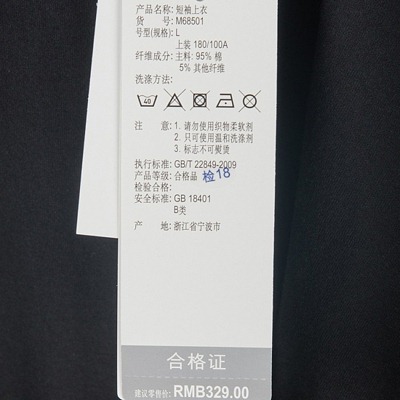 产品名称: 短袖上衣
货 号: M68501
号型(规格): L
上装 180/100A
纤维成分: 主料: 95% 棉
5% 其他纤维
洗涤方法:
40
注 意: 1. 请勿使用织物柔软剂
2. 只可使用温和洗涤剂
3. 标志不可熨烫
执行标准: GB/T 22849-2009
产品等级: 合格品
检验合格: 检18
安全标准: GB 18401
B类
产 地: 浙江省宁波市
合格证
建议零售价: RMB329.00